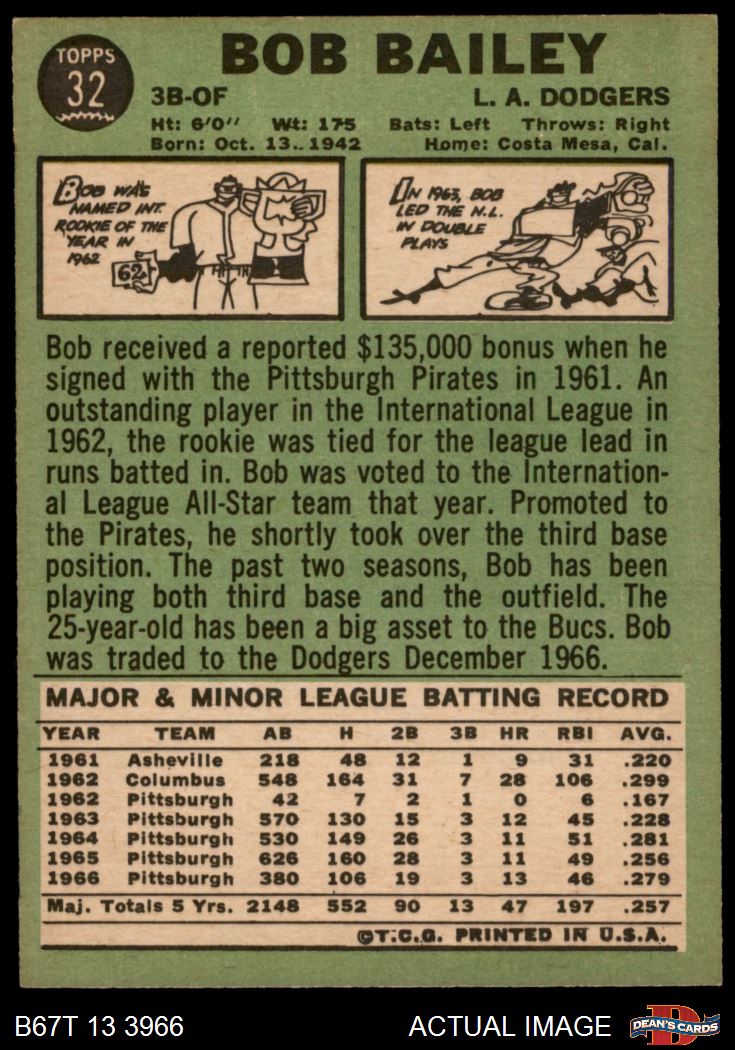 TOPPS
32
BOB BAILEY
3B-OF
L. A. DODGERS
Ht: 6'0" Wt: 175 Bats: Left Throws: Right
Born: Oct. 13, 1942 Home: Costa Mesa, Cal.
BOB WAS
NAMED INT.
ROOKIE OF THE
YEAR IN
1962
62
IN 1963, BOB
LED THE N.L.
IN DOUBLE
PLAYS
Bob received a reported $135,000 bonus when he
signed with the Pittsburgh Pirates in 1961. An
outstanding player in the International League in
1962, the rookie was tied for the league lead in
runs batted in. Bob was voted to the Internation-
al League All-Star team that year. Promoted to
the Pirates, he shortly took over the third base
position. The past two seasons, Bob has been
playing both third base and the outfield. The
25-year-old has been a big asset to the Bucs. Bob
was traded to the Dodgers December 1966.
MAJOR & MINOR LEAGUE BATTING RECORD
YEAR TEAM AB H 2B 3B HR RBI AVG.
1961 Asheville 218 48 12 1 9 31 .220
1962 Columbus 548 164 31 7 28 106 .299
1962 Pittsburgh 42 7 2 1 0 6 .167
1963 Pittsburgh 570 130 15 3 12 45 .228
1964 Pittsburgh 530 149 26 3 11 51 .281
1965 Pittsburgh 626 160 28 3 11 49 .256
1966 Pittsburgh 380 106 19 3 13 46 .279
Maj. Totals 5 Yrs. 2148 552 90 13 47 197 .257
©T.C.G. PRINTED IN U.S.A.
B67T 13 3966
ACTUAL IMAGE
D
DEAN'S CARDS